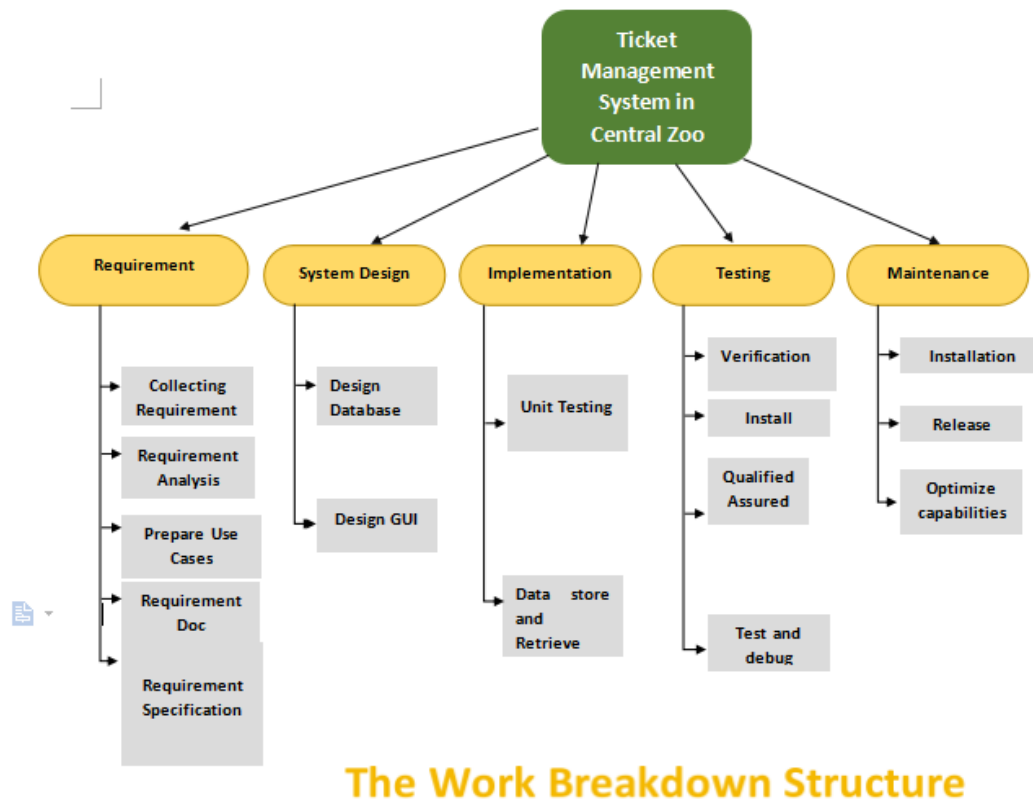 Ticket
Management
System in
Central Zoo
Requirement
System Design
Implementation
Testing
Maintenance
Collecting
Requirement
Requirement
Analysis
Prepare Use
Cases
Requirement
Doc
Requirement
Specification
Design
Database
Design GUI
Unit Testing
Data store
and
Retrieve
Verification
Install
Qualified
Assured
Test and
debug
Installation
Release
Optimize
capabilities
The Work Breakdown Structure